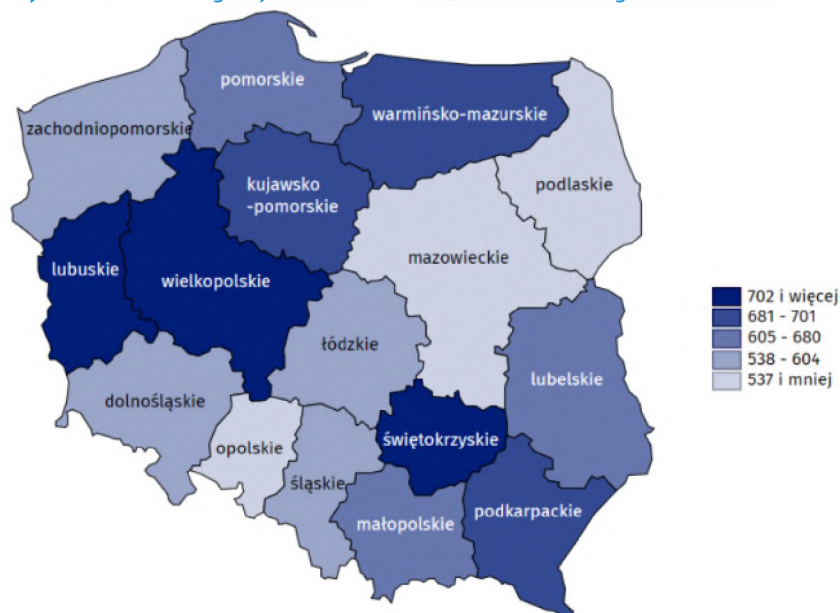 pomorskie
warmińsko-mazurskie
zachodniopomorskie
podlaskie
kujawsko
-pomorskie
mazowieckie
lubuskie
wielkopolskie
702 i więcej
681 - 701
605 - 680
538 - 604
537 i mniej
łódzkie
lubelskie
dolnośląskie
świętokrzyskie
opolskie
śląskie
podkarpackie
małopolskie